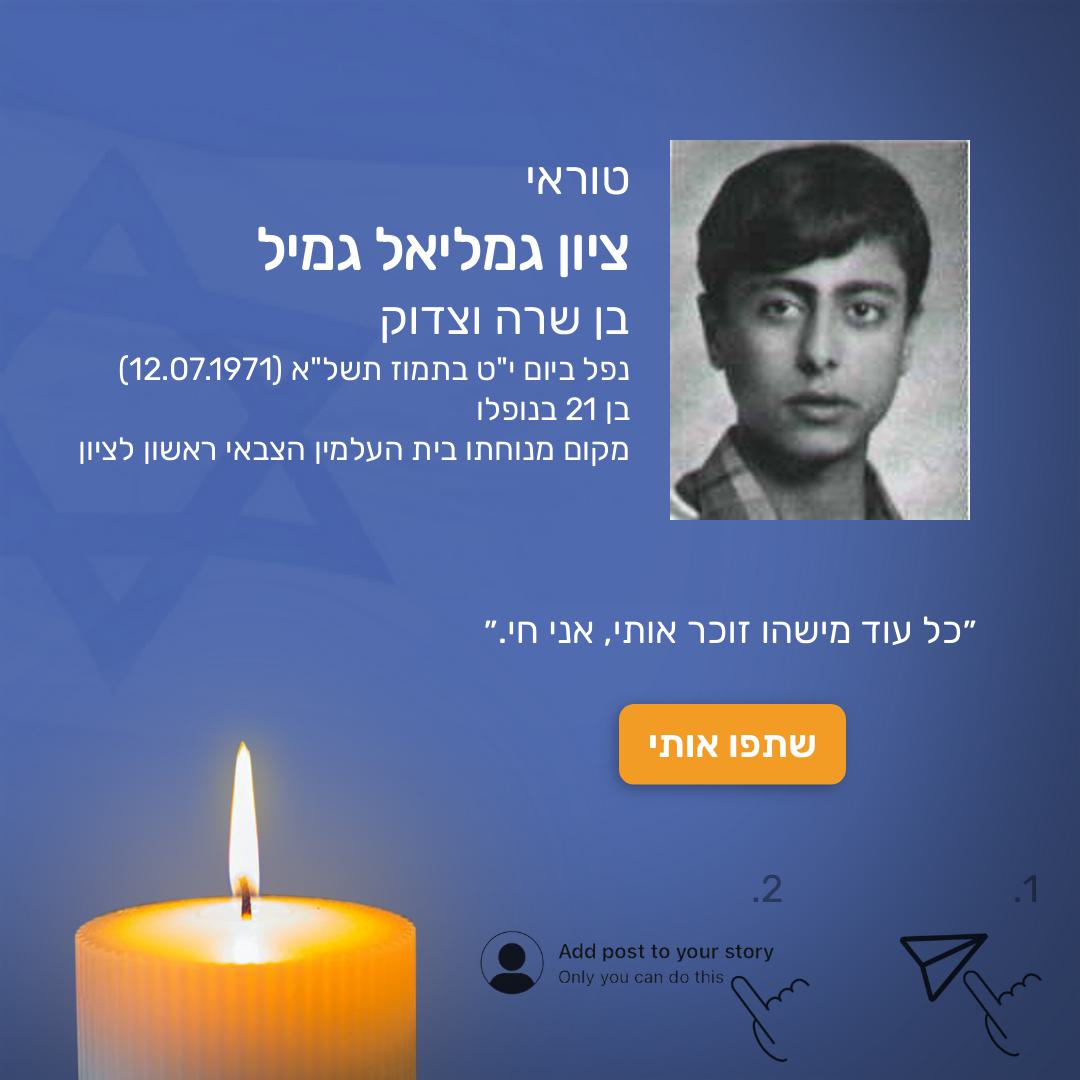 טוראי
ציון גמליאל גמיל
בן שרה וצדוק
נפל ביום י"ט בתמוז תשל"א (12.07.1971)
בן 21 בנופלו
מקום מנוחתו בית העלמין הצבאי ראשון לציון
״כל עוד מישהו זוכר אותי, אני חי.״
שתפו אותי
1.
2.
Add post to your story
Only you can do this